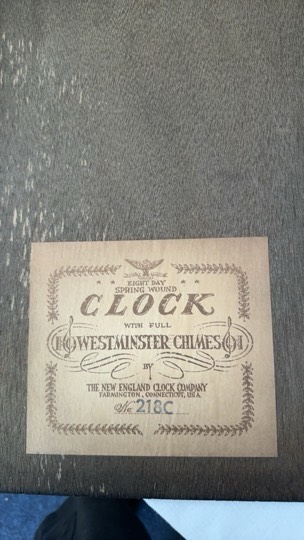 EIGHT DAY
SPRING WOUND
CLOCK
WITH FULL
WESTMINSTER CHIMES
BY
THE NEW ENGLAND CLOCK COMPANY
FARMINGTON, CONNECTICUT, U.S.A.
No 218C